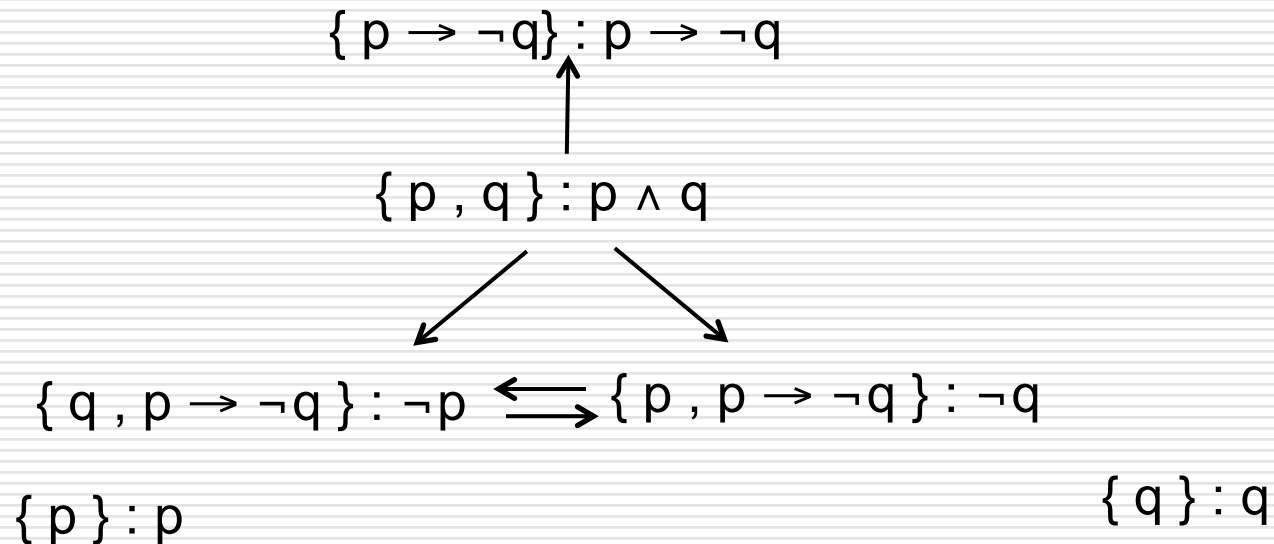 { p → ¬q} : p → ¬q
{ p , q } : p ∧ q
{ q , p → ¬q } : ¬p
{ p , p → ¬q } : ¬q
{ p } : p
{ q } : q